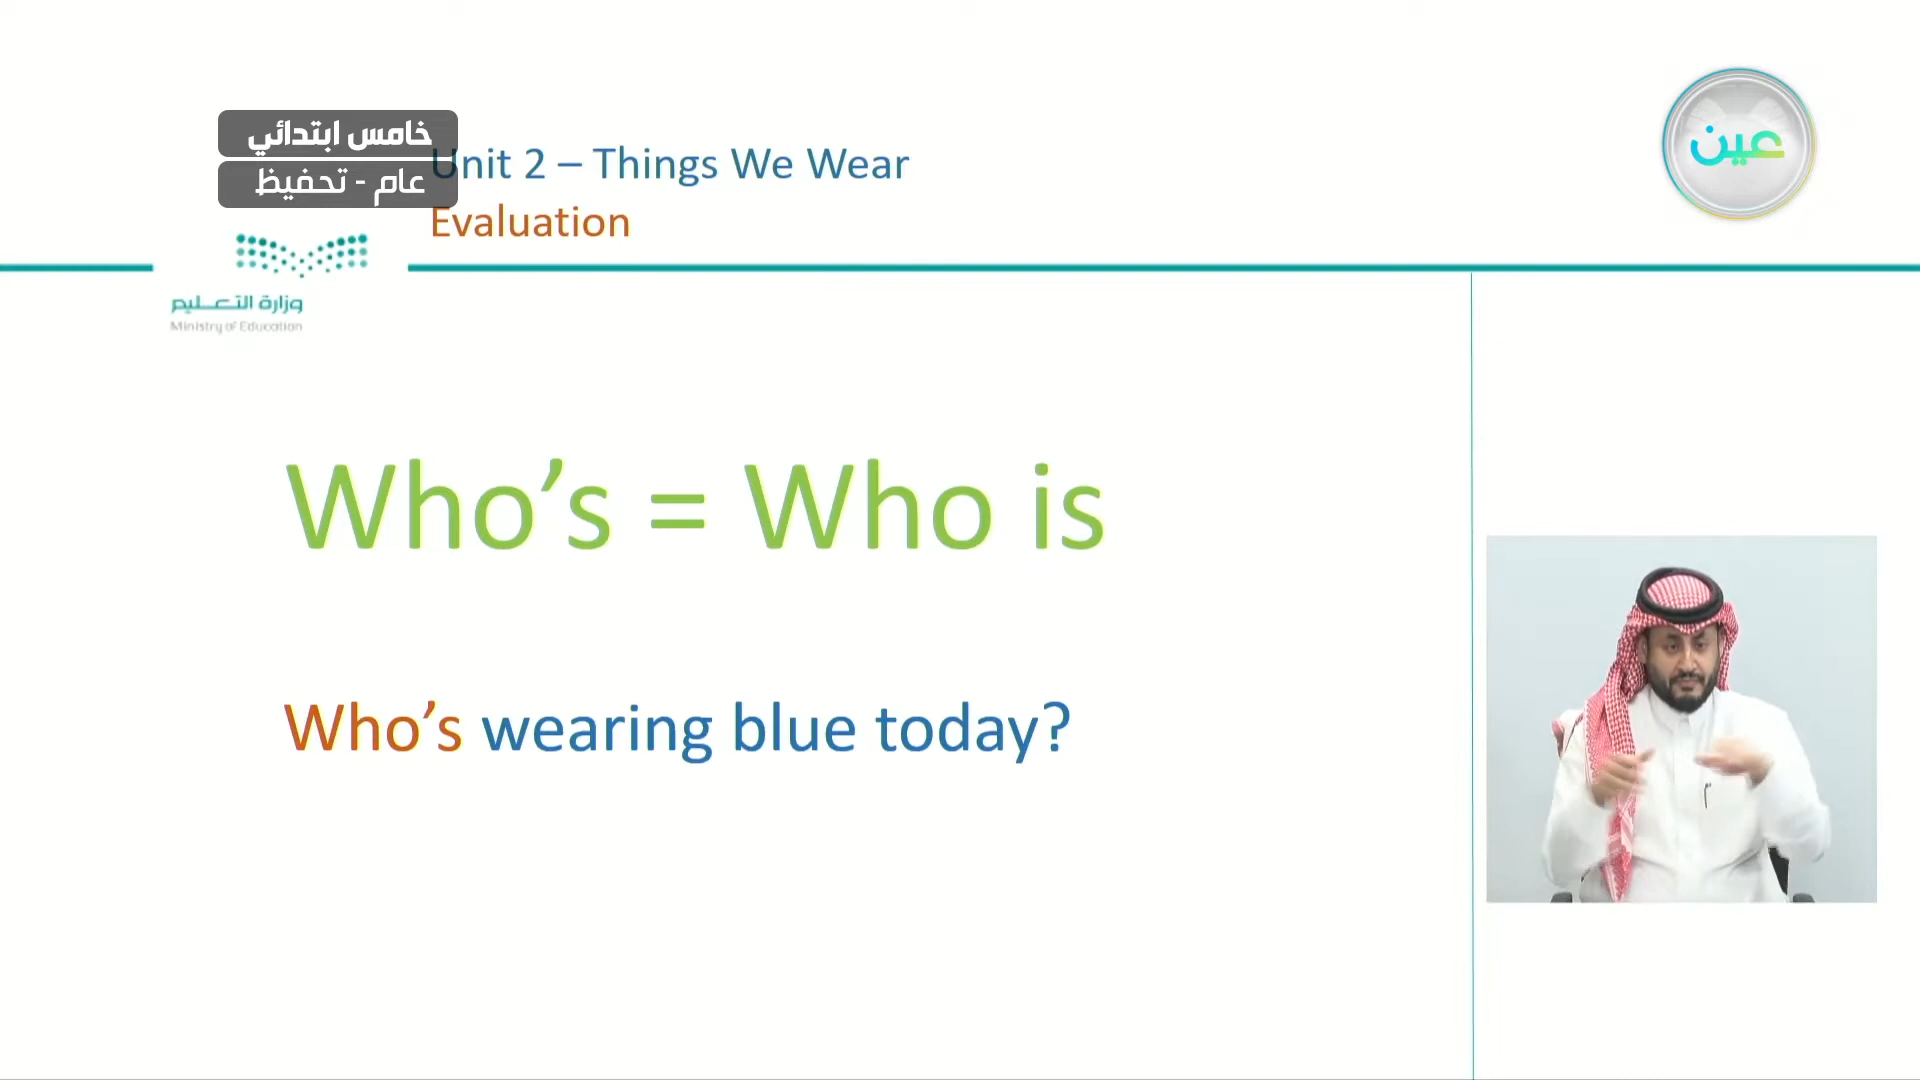 خامس ابتدائي
عام - تحفيظ
Unit 2 – Things We Wear
Evaluation
عين
وزارة التعليم
Ministry of Education
Who’s = Who is
Who’s wearing blue today?